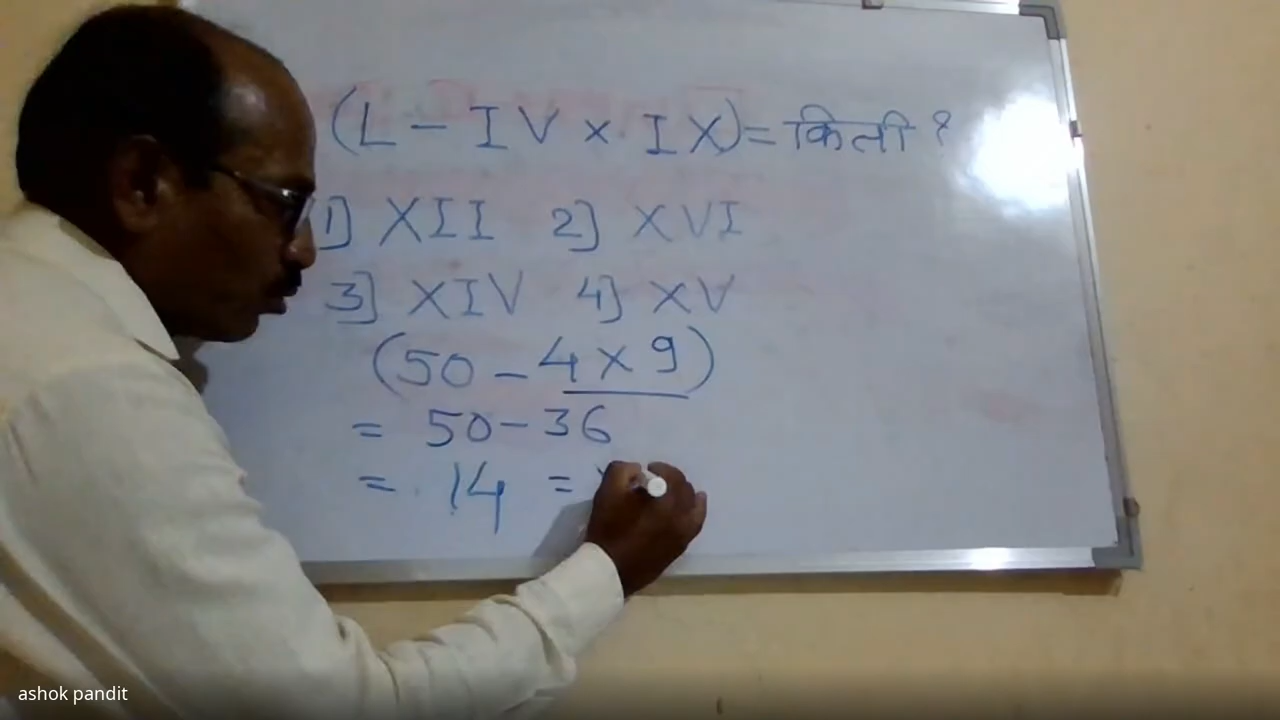 (L - IV × IX) = किती ?
1] XII 2] XVI
3] XIV 4] XV
(50 - 4 × 9)
= 50 - 36
= 14 =
ashok pandit